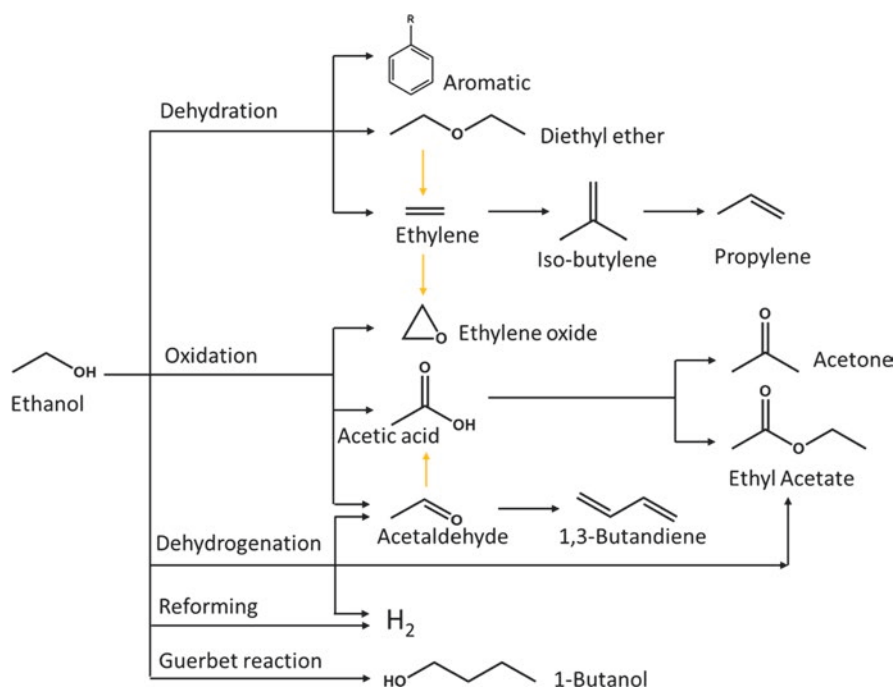 R
Aromatic
Dehydration
O
Diethyl ether
Ethylene
Iso-butylene
Propylene
O
Ethylene oxide
O
Acetone
Oxidation
OH
Ethanol
O
OH
Acetic acid
O
O
Ethyl Acetate
O
Acetaldehyde
1,3-Butandiene
Dehydrogenation
Reforming
H2
Guerbet reaction
HO
1-Butanol